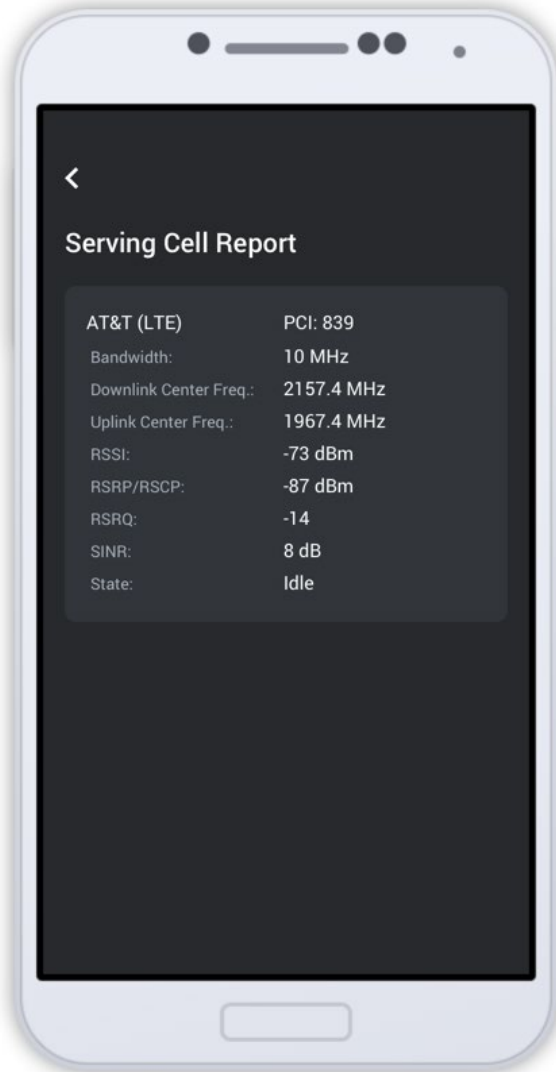 Serving Cell Report
AT&T (LTE) PCI: 839
Bandwidth: 10 MHz
Downlink Center Freq.: 2157.4 MHz
Uplink Center Freq.: 1967.4 MHz
RSSI: -73 dBm
RSRP/RSCP: -87 dBm
RSRQ: -14
SINR: 8 dB
State: Idle